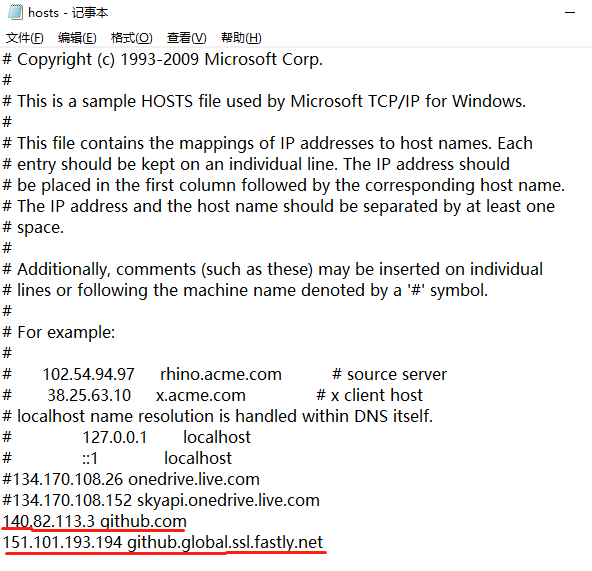 hosts - 记事本
文件(F) 编辑(E) 格式(O) 查看(V) 帮助(H)
# Copyright (c) 1993-2009 Microsoft Corp.
#
# This is a sample HOSTS file used by Microsoft TCP/IP for Windows.
#
# This file contains the mappings of IP addresses to host names. Each
# entry should be kept on an individual line. The IP address should
# be placed in the first column followed by the corresponding host name.
# The IP address and the host name should be separated by at least one
# space.
#
# Additionally, comments (such as these) may be inserted on individual
# lines or following the machine name denoted by a '#' symbol.
#
# For example:
#
#      102.54.94.97     rhino.acme.com          # source server
#       38.25.63.10     x.acme.com              # x client host
# localhost name resolution is handled within DNS itself.
#              127.0.0.1       localhost
#              ::1             localhost
#134.170.108.26 onedrive.live.com
#134.170.108.152 skyapi.onedrive.live.com
140.82.113.3 github.com
151.101.193.194 github.global.ssl.fastly.net